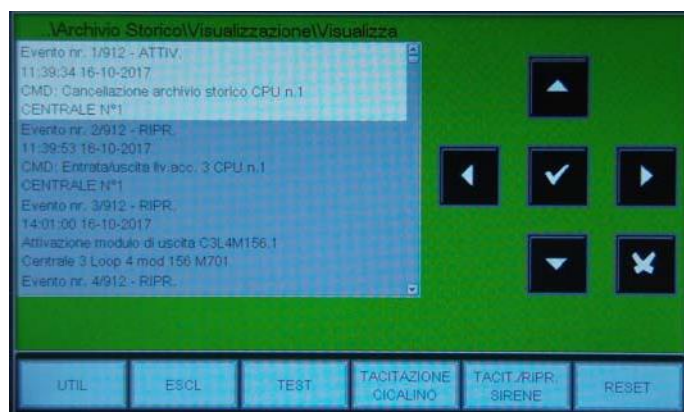 ..\Archivio Storico\Visualizzazione\Visualizza
Evento nr. 1/912 - ATTIV.
11:39:34 16-10-2017
CMD: Cancellazione archivio storico CPU n.1
CENTRALE N°1
Evento nr. 2/912 - RIPR.
11:39:53 16-10-2017
CMD: Entrata/uscita liv.acc. 3 CPU n.1
CENTRALE N°1
Evento nr. 3/912 - RIPR.
14:01:00 16-10-2017
Attivazione modulo di uscita C3L4M156.1
Centrale 3 Loop 4 mod 156 M701
Evento nr. 4/912 - RIPR.
UTIL
ESCL
TEST
TACITAZIONE
CICALINO
TACIT./RIPR.
SIRENE
RESET